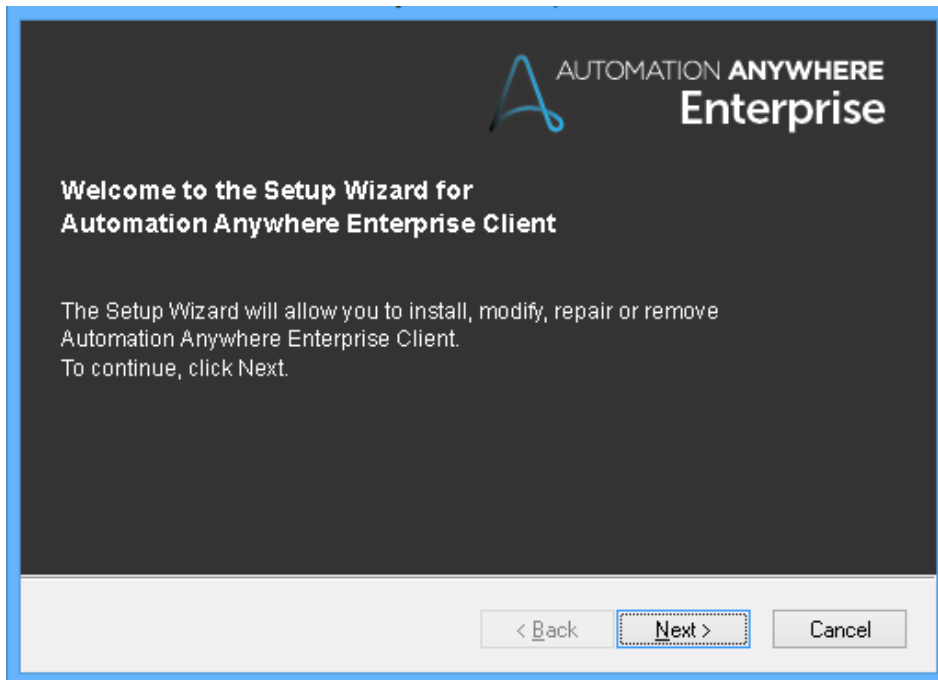 AUTOMATION ANYWHERE
Enterprise
Welcome to the Setup Wizard for
Automation Anywhere Enterprise Client
The Setup Wizard will allow you to install, modify, repair or remove
Automation Anywhere Enterprise Client.
To continue, click Next.
< Back Next > Cancel